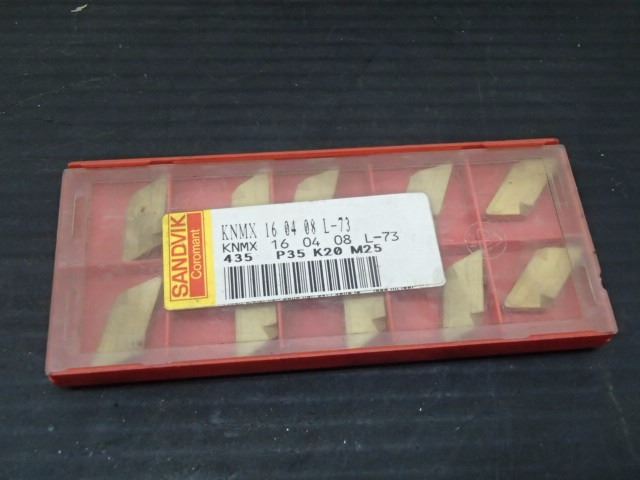 SANDVIK
Coromant
KNMX 16 04 08 L-73
KNMX 16 04 08 L-73
435 P35 K20 M25